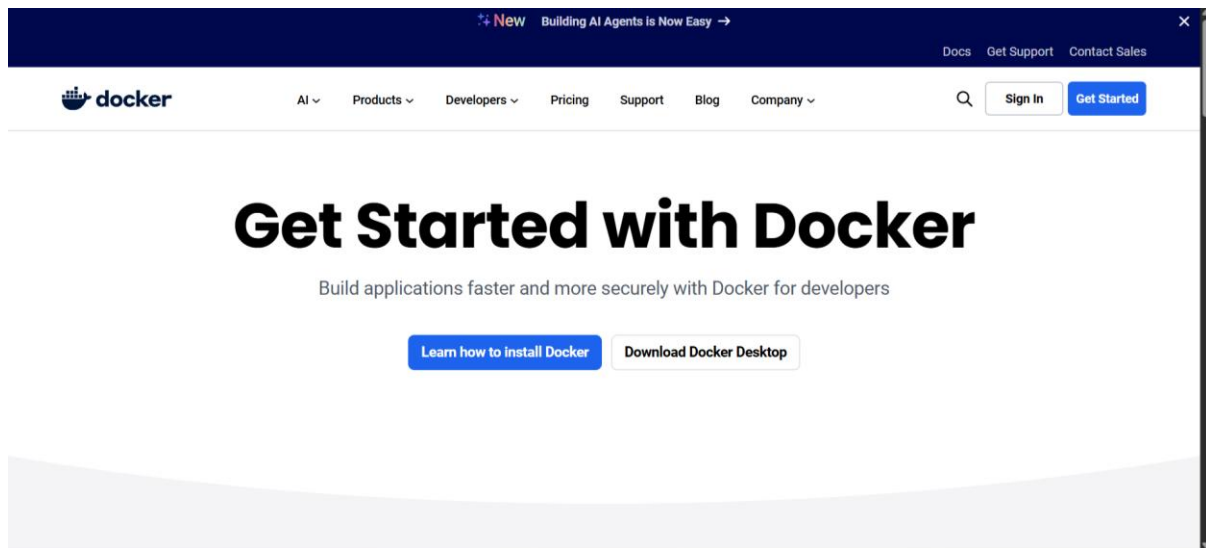 New Building AI Agents is Now Easy →
Docs Get Support Contact Sales
docker AI Products Developers Pricing Support Blog Company Sign In Get Started
Get Started with Docker
Build applications faster and more securely with Docker for developers
Learn how to install Docker Download Docker Desktop